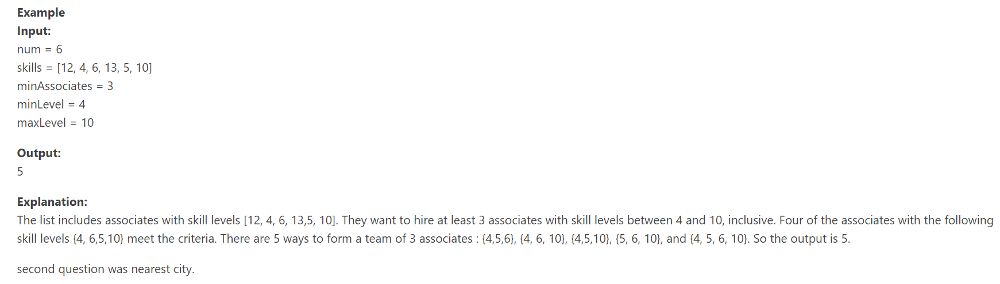 Example
Input:
num = 6
skills = [12, 4, 6, 13, 5, 10]
minAssociates = 3
minLevel = 4
maxLevel = 10
Output:
5
Explanation:
The list includes associates with skill levels [12, 4, 6, 13,5, 10]. They want to hire at least 3 associates with skill levels between 4 and 10, inclusive. Four of the associates with the following
skill levels {4, 6,5,10} meet the criteria. There are 5 ways to form a team of 3 associates : {4,5,6}, {4, 6, 10}, {4,5,10}, {5, 6, 10}, and {4, 5, 6, 10}. So the output is 5.
second question was nearest city.